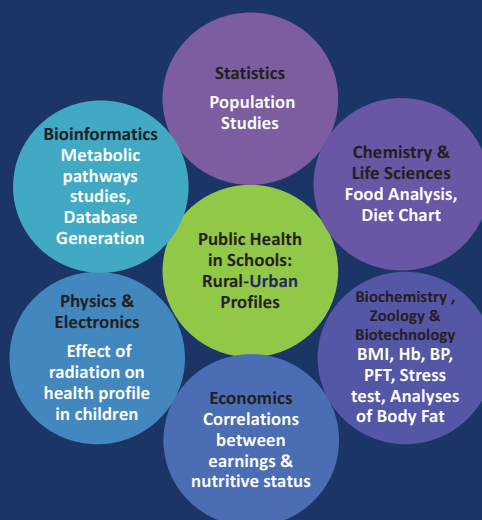 Statistics
Population
Studies
Bioinformatics
Metabolic
pathways
studies,
Database
Generation
Chemistry &
Life Sciences
Food Analysis,
Diet Chart
Public Health
in Schools:
Rural-Urban
Profiles
Physics &
Electronics
Effect of
radiation on
health profile
in children
Biochemistry ,
Zoology &
Biotechnology
BMI, Hb, BP,
PFT, Stress
test, Analyses
of Body Fat
Economics
Correlations
between
earnings &
nutritive status